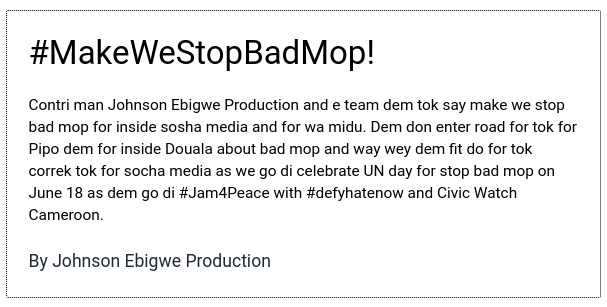 #MakeWeStopBadMop!
Contri man Johnson Ebigwe Production and e team dem tok say make we stop
bad mop for inside sosha media and for wa midu. Dem don enter road for tok for
Pipo dem for inside Douala about bad mop and way wey dem fit do for tok
correk tok for socha media as we go di celebrate UN day for stop bad mop on
June 18 as dem go di #Jam4Peace with #defyhatenow and Civic Watch
Cameroon.
By Johnson Ebigwe Production